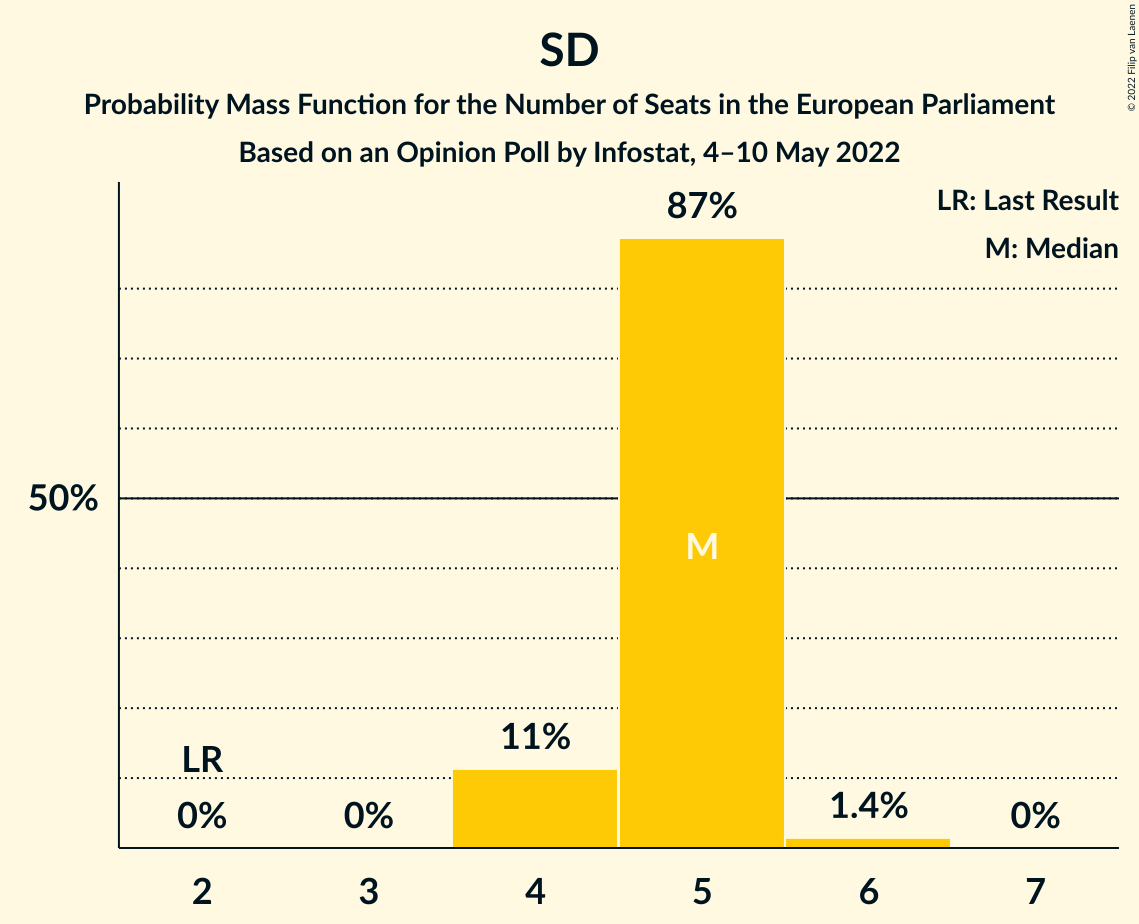 SD
Probability Mass Function for the Number of Seats in the European Parliament
Based on an Opinion Poll by Infostat, 4–10 May 2022
© 2022 Filip van Laenen
LR: Last Result
M: Median
87%
50%
M
11%
LR
1.4%
0%
0%
0%
2
3
4
5
6
7